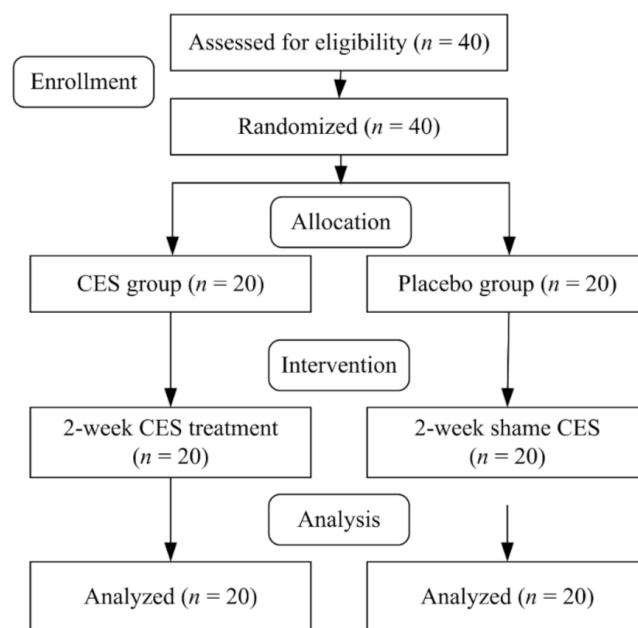 Assessed for eligibility (n = 40)
Enrollment
Randomized (n = 40)
Allocation
CES group (n = 20)
Placebo group (n = 20)
Intervention
2-week CES treatment
(n = 20)
2-week shame CES
(n = 20)
Analysis
Analyzed (n = 20)
Analyzed (n = 20)